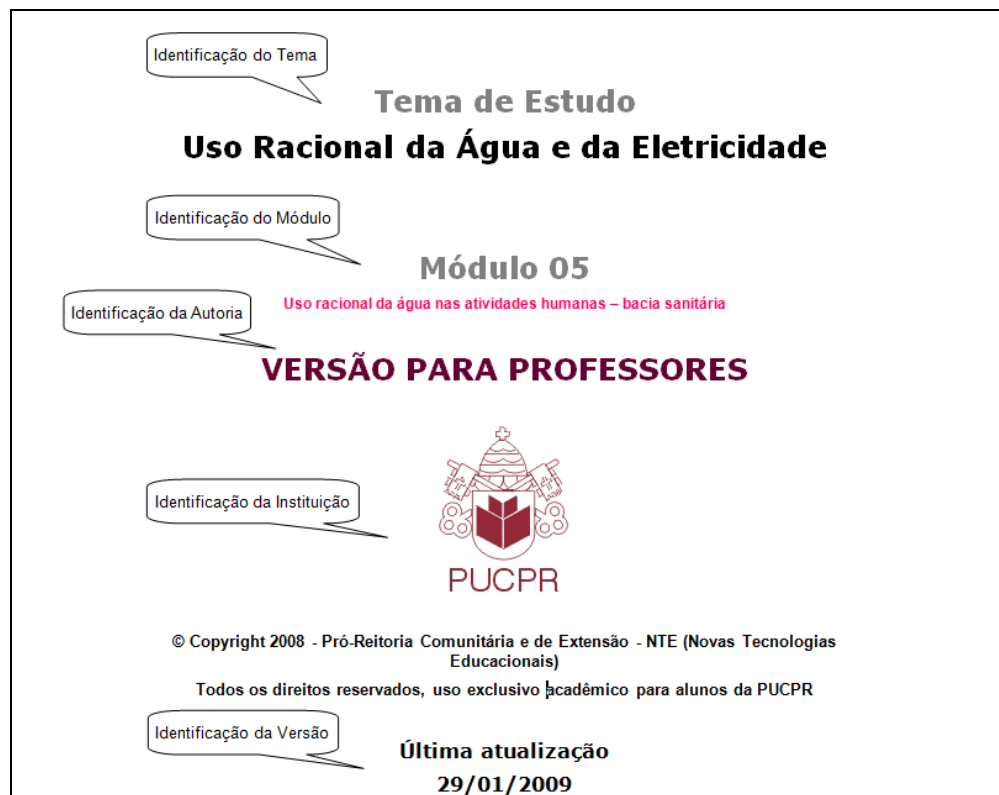 Identificação do Tema
Tema de Estudo
Uso Racional da Água e da Eletricidade
Identificação do Módulo
Módulo 05
Uso racional da água nas atividades humanas – bacia sanitária
Identificação da Autoria
VERSÃO PARA PROFESSORES
Identificação da Instituição
PUCPR
© Copyright 2008 - Pró-Reitoria Comunitária e de Extensão - NTE (Novas Tecnologias
Educacionais)
Todos os direitos reservados, uso exclusivo acadêmico para alunos da PUCPR
Identificação da Versão
Última atualização
29/01/2009